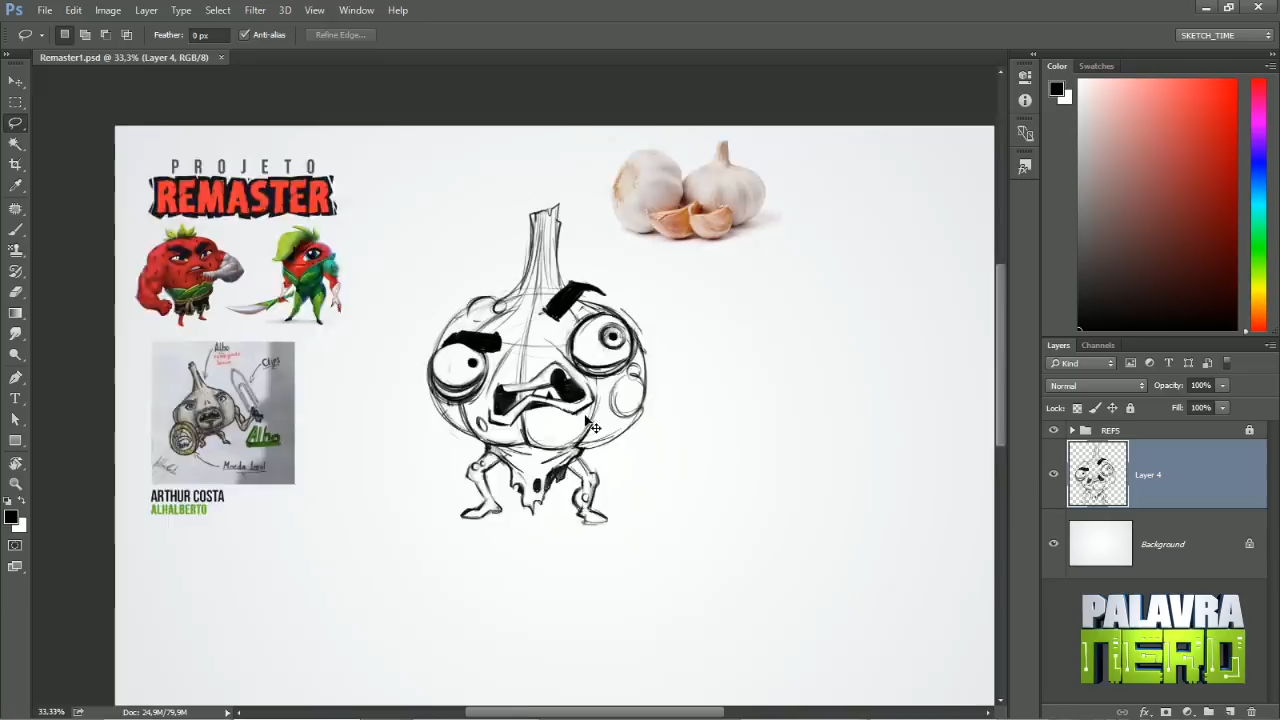 Ps File Edit Image Layer Type Select Filter 3D View Window Help
Feather: 0 px Anti-alias Refine Edge... SKETCH_TIME
Remaster1.psd @ 33,3% (Layer 4, RGB/8) ×
Color Swatches
PROJETO
REMASTER
Alho
Chips
Alho
Moeda
ARTHUR COSTA
ALHALBERTO
Layers Channels
Kind
Normal Opacity: 100%
Lock: Fill: 100%
REFS
Layer 4
Background
PALAVRA
NERD
33,33% Doc: 24,9M/79,9M